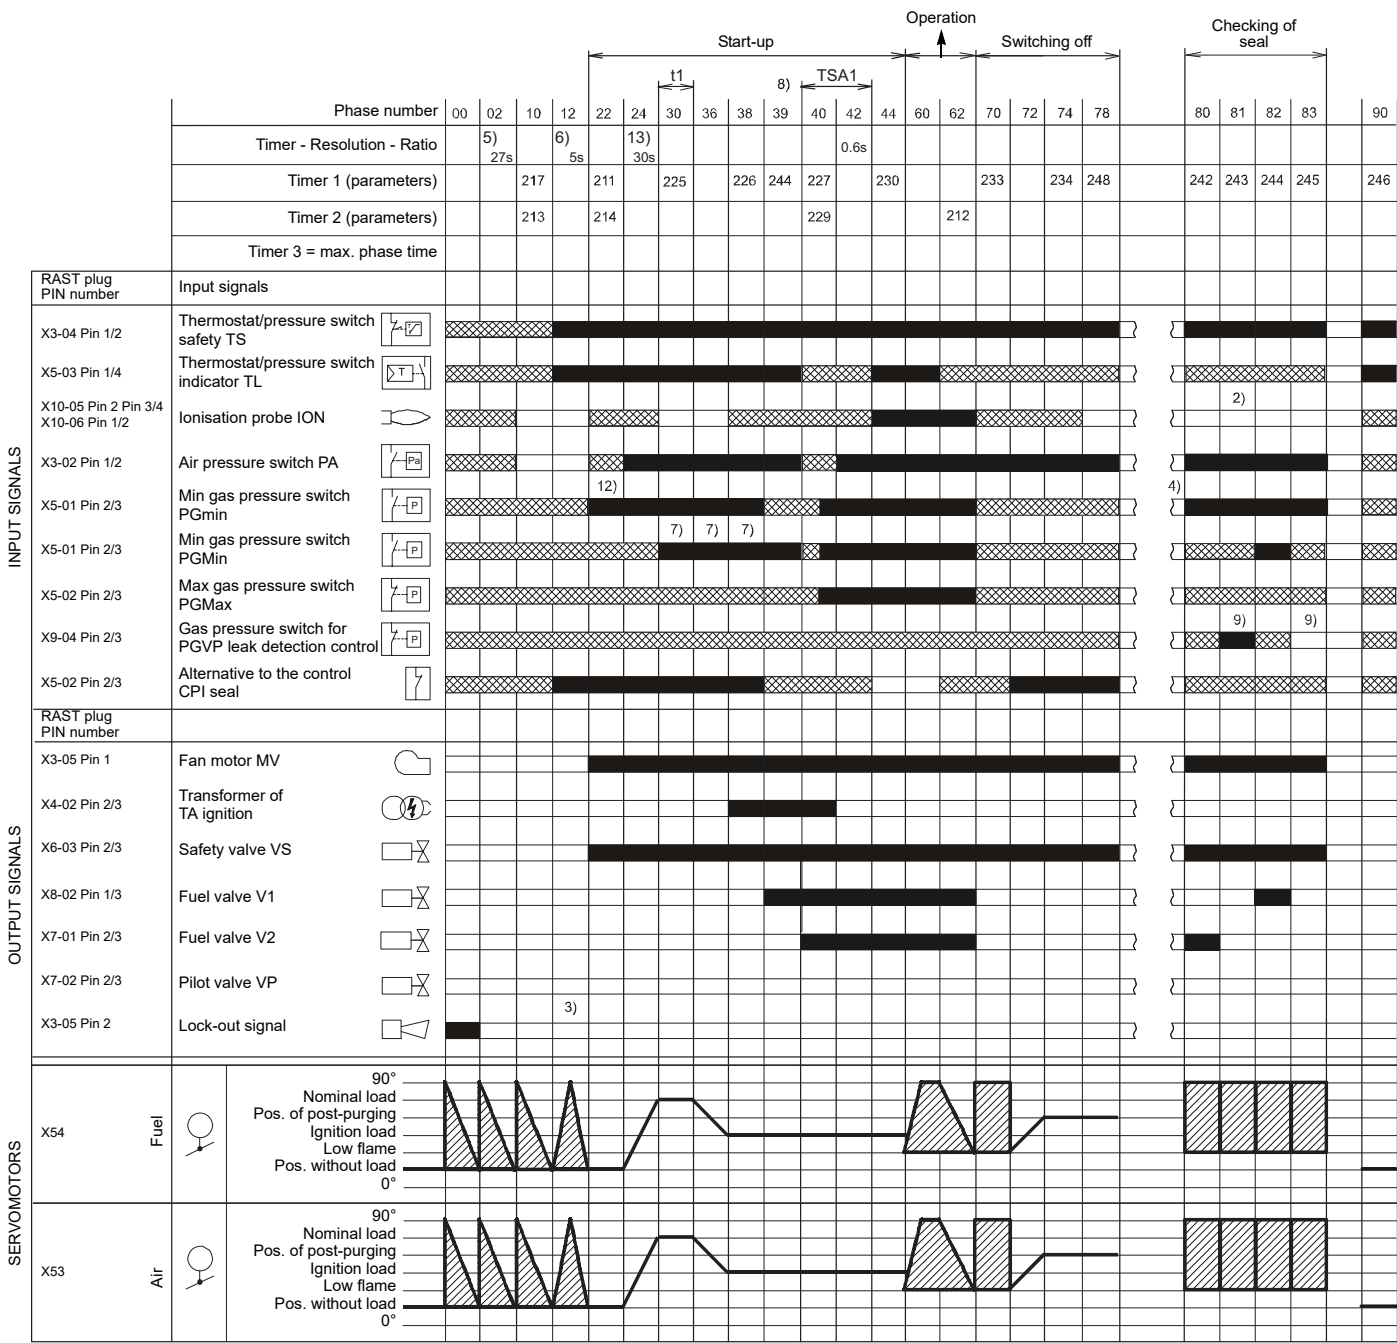 Operation
Start-up
Switching off
Checking of
seal
t1
8)
TSA1
Phase number 00 02 10 12 22 24 30 36 38 39 40 42 44 60 62 70 72 74 78 80 81 82 83 90
Timer - Resolution - Ratio 5) 27s 6) 5s 13) 30s 0.6s
Timer 1 (parameters) 217 211 225 226 244 227 230 233 234 248 242 243 244 245 246
Timer 2 (parameters) 213 214 229 212
Timer 3 = max. phase time
RAST plug
PIN number
Input signals
INPUT SIGNALS
X3-04 Pin 1/2
Thermostat/pressure switch
safety TS
X5-03 Pin 1/4
Thermostat/pressure switch
indicator TL
T
X10-05 Pin 2 Pin 3/4
X10-06 Pin 1/2
Ionisation probe ION
2)
X3-02 Pin 1/2
Air pressure switch PA
Pa
12)
4)
X5-01 Pin 2/3
Min gas pressure switch
PGmin
P
7) 7) 7)
X5-01 Pin 2/3
Min gas pressure switch
PGMin
P
X5-02 Pin 2/3
Max gas pressure switch
PGMax
P
9) 9)
X9-04 Pin 2/3
Gas pressure switch for
PGVP leak detection control
P
X5-02 Pin 2/3
Alternative to the control
CPI seal
RAST plug
PIN number
OUTPUT SIGNALS
X3-05 Pin 1
Fan motor MV
X4-02 Pin 2/3
Transformer of
TA ignition
X6-03 Pin 2/3
Safety valve VS
X8-02 Pin 1/3
Fuel valve V1
X7-01 Pin 2/3
Fuel valve V2
X7-02 Pin 2/3
Pilot valve VP
3)
X3-05 Pin 2
Lock-out signal
SERVOMOTORS
X54
Fuel
90°
Nominal load
Pos. of post-purging
Ignition load
Low flame
Pos. without load
0°
X53
Air
90°
Nominal load
Pos. of post-purging
Ignition load
Low flame
Pos. without load
0°